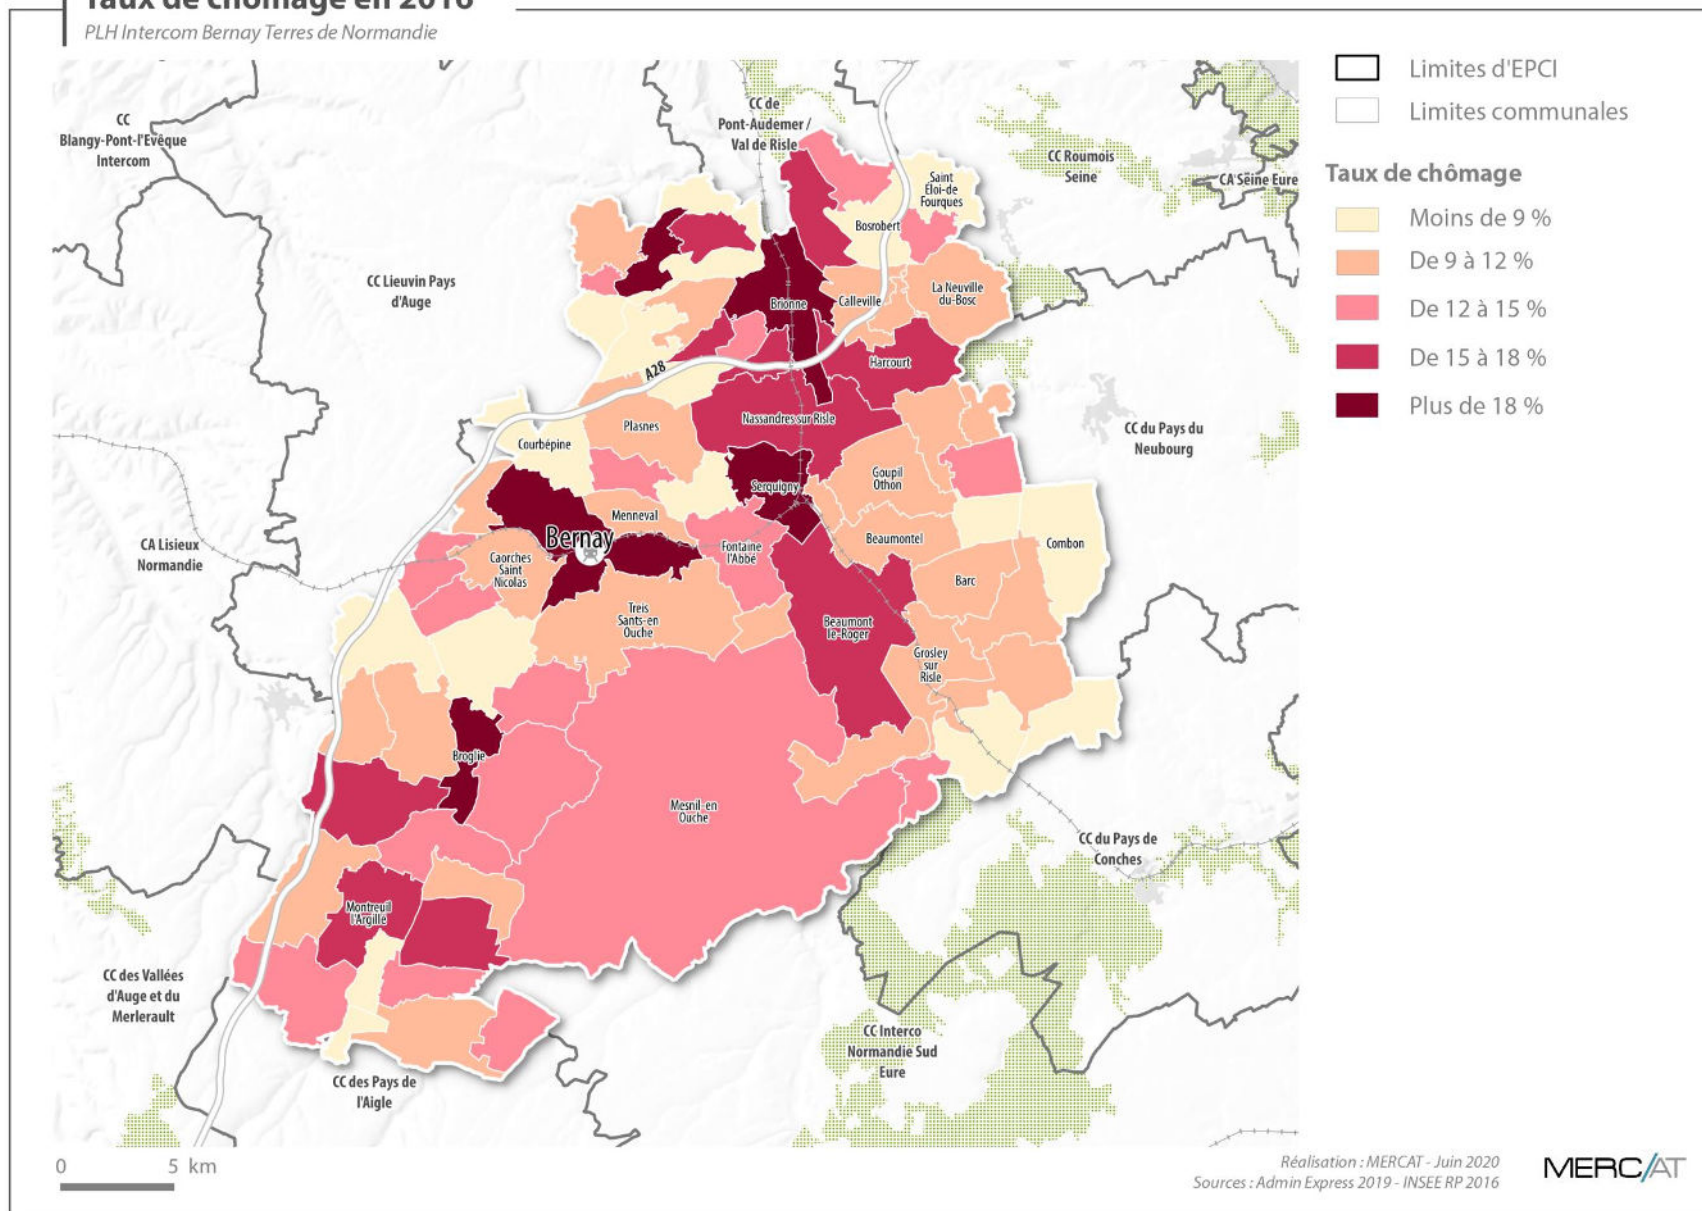 Taux de chômage en 2016
PLH Intercom Bernay Terres de Normandie
Limites d'EPCI
Limites communales
Taux de chômage
Moins de 9 %
De 9 à 12 %
De 12 à 15 %
De 15 à 18 %
Plus de 18 %
CC
Blangy-Pont-l'Evêque
Intercom
CC de
Pont-Audemer /
Val de Risle
CC Roumois
Seine
CA Seine Eure
Saint
Éloi-de
Fourques
Bosrobert
CC Lieuvin Pays
d'Auge
Brionne
Calleville
La Neuville
du-Bosc
A28
Harcourt
Nassandres sur Risle
Plasnes
Courbépine
CC du Pays du
Neubourg
Goupil
Othon
Serquigny
Menneval
Bernay
Fontaine
l'Abbé
Beaumontel
Combon
CA Lisieux
Normandie
Caorches
Saint
Nicolas
Barc
Treis
Sants-en
Ouche
Beaumont
le-Roger
Grosley
sur
Risle
Broglie
Mesnil-en
Ouche
CC du Pays de
Conches
Montreuil
l'Argille
CC des Vallées
d'Auge et du
Merlerault
CC Interco
Normandie Sud
Eure
CC des Pays de
l'Aigle
0 5 km
Réalisation : MERCAT - Juin 2020
Sources : Admin Express 2019 - INSEE RP 2016
MERC/AT